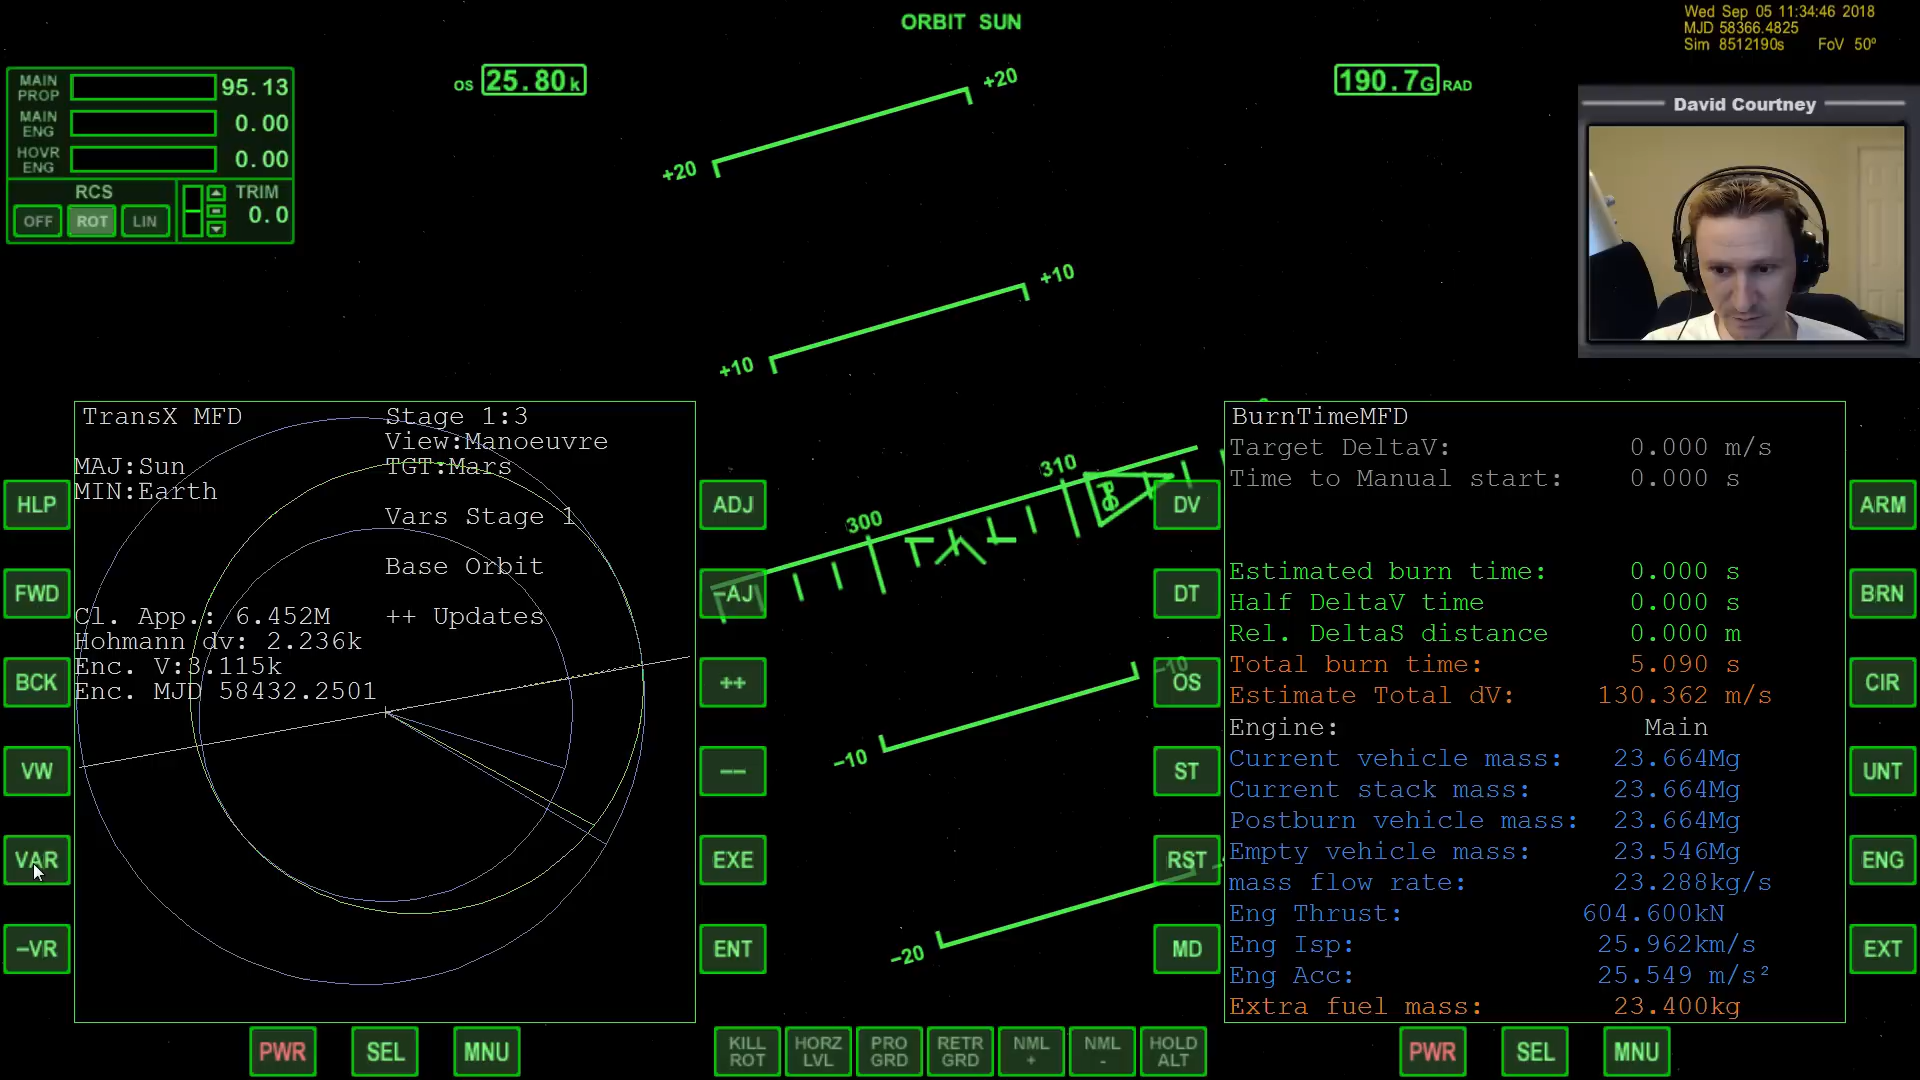 ORBIT SUN
Wed Sep 05 11:34:46 2018
MJD 58366.4825
Sim 8512190s FoV 50°
MAIN PROP 95.13
MAIN ENG 0.00
HOVR ENG 0.00
RCS
OFF ROT LIN
TRIM
0.0
OS 25.80k
190.7G RAD
David Courtney
+20 +20
+10 +10
300 310
-10 -10
-20
TransX MFD Stage 1:3
View:Manoeuvre
MAJ:Sun TGT:Mars
MIN:Earth
Vars Stage 1
Base Orbit
Cl. App.: 6.452M ++ Updates
Hohmann dv: 2.236k
Enc. V:3.115k
Enc. MJD 58432.2501
HLP
FWD
BCK
VW
VAR
-VR
ADJ
-AJ
++
--
EXE
ENT
PWR SEL MNU
KILL ROT
HORZ LVL
PRO GRD
RETR GRD
NML +
NML -
HOLD ALT
DV
DT
OS
ST
RST
MD
BurnTimeMFD
Target DeltaV: 0.000 m/s
Time to Manual start: 0.000 s
Estimated burn time: 0.000 s
Half DeltaV time 0.000 s
Rel. DeltaS distance 0.000 m
Total burn time: 5.090 s
Estimate Total dV: 130.362 m/s
Engine: Main
Current vehicle mass: 23.664Mg
Current stack mass: 23.664Mg
Postburn vehicle mass: 23.664Mg
Empty vehicle mass: 23.546Mg
mass flow rate: 23.288kg/s
Eng Thrust: 604.600kN
Eng Isp: 25.962km/s
Eng Acc: 25.549 m/s²
Extra fuel mass: 23.400kg
ARM
BRN
CIR
UNT
ENG
EXT
PWR SEL MNU